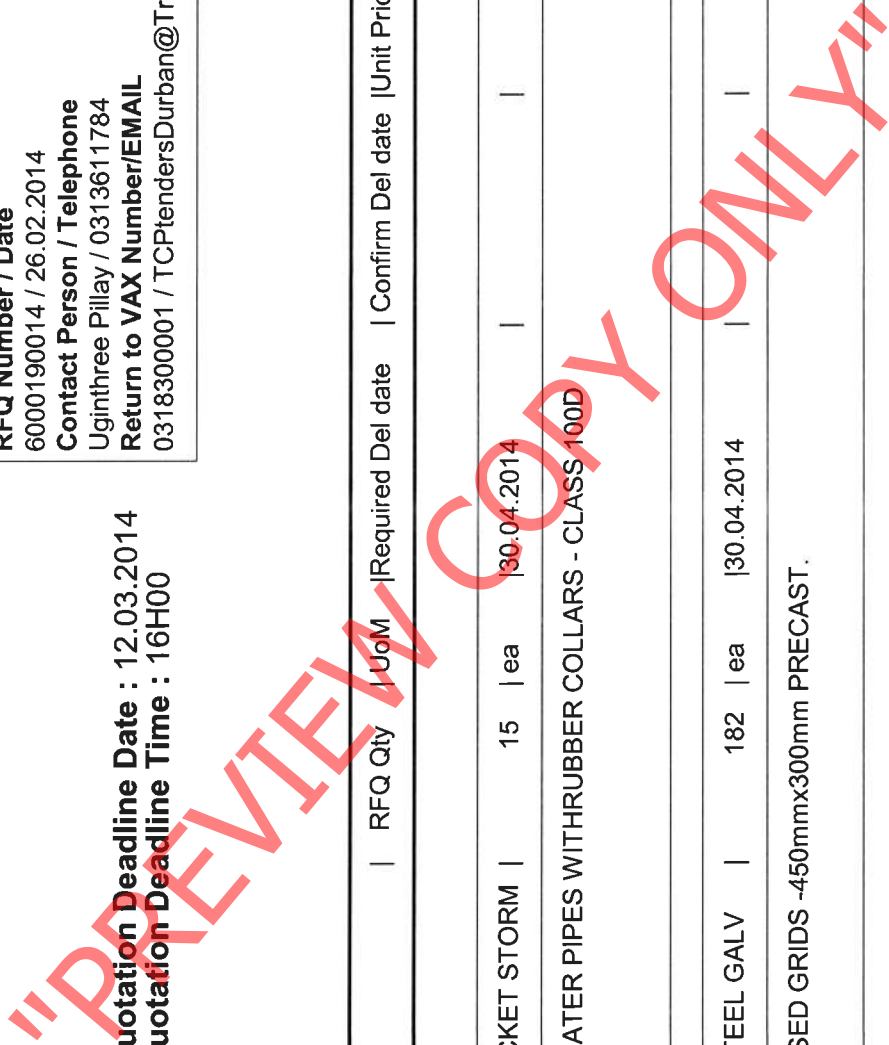 RFQ Number / Date
6000190014 / 26.02.2014
Contact Person / Telephone
Uginthree Pillay / 0313611784
Return to VAX Number/EMAIL
0318300001 / TCPtendersDurban@Tr
uotation Deadline Date : 12.03.2014
uotation Deadline Time : 16H00
| RFQ Qty | UoM |Required Del date | Confirm Del date |Unit Pric
CKET STORM | 15 | ea |30.04.2014 | |
ATER PIPES WITHRUBBER COLLARS - CLASS 100D
TEEL GALV | 182 | ea |30.04.2014 | |
SED GRIDS -450mmx300mm PRECAST.
"PREVIEW COPY ONLY"